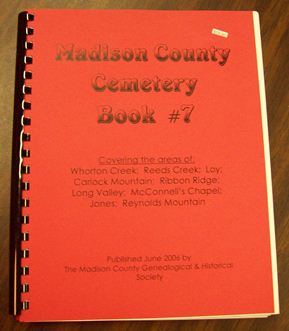 Madison County
Cemetery
Book #7
Covering the areas of:
Whorton Creek; Reeds Creek; Loy;
Carlock Mountain; Ribbon Ridge;
Long Valley; McConnell's Chapel;
Jones; Reynolds Mountain
Published June 2006 by
The Madison County Genealogical & Historical
Society